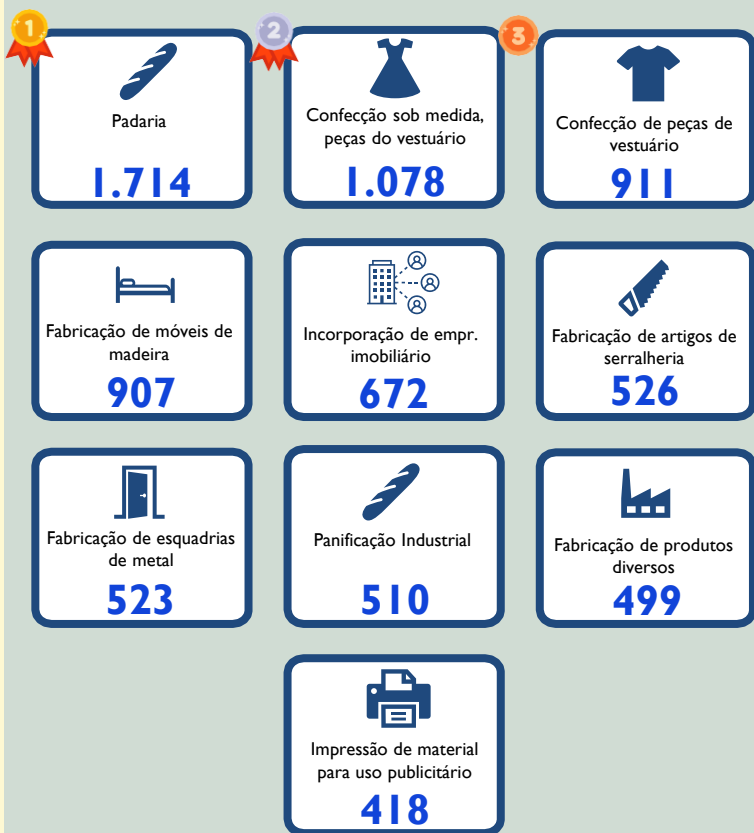 1
2
3
Padaria
1.714
Confecção sob medida,
peças do vestuário
1.078
Confecção de peças de
vestuário
911
Fabricação de móveis de
madeira
907
Incorporação de empr.
imobiliário
672
Fabricação de artigos de
serralheria
526
Fabricação de esquadrias
de metal
523
Panificação Industrial
510
Fabricação de produtos
diversos
499
Impressão de material
para uso publicitário
418